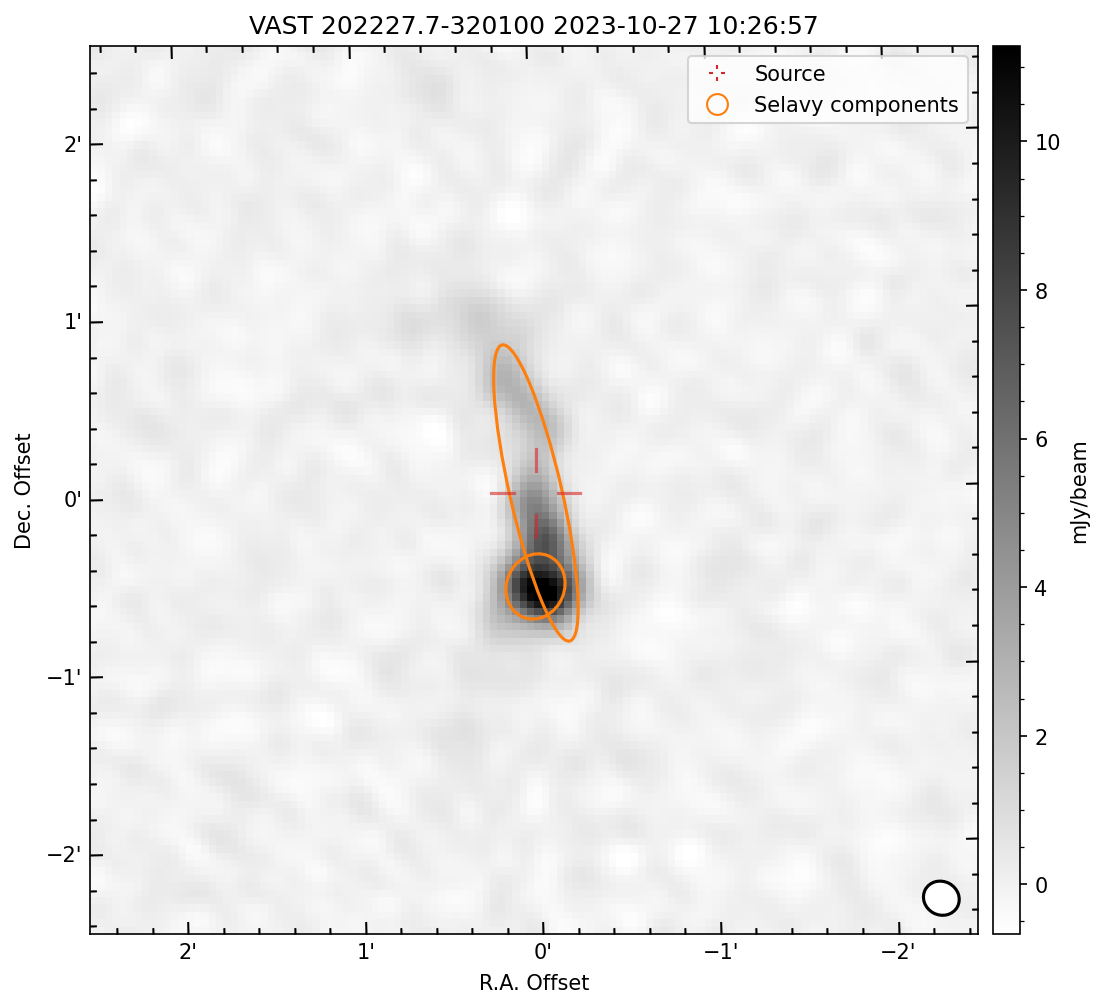 VAST 202227.7-320100 2023-10-27 10:26:57
Source
Selavy components
2'
1'
0'
−1'
−2'
Dec. Offset
2'
1'
0'
−1'
−2'
R.A. Offset
10
8
6
4
2
0
mJy/beam